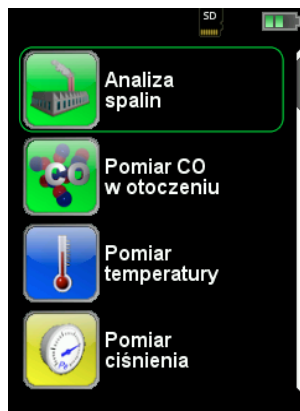 SD
Analiza
spalin
CO
Pomiar CO
w otoczeniu
Pomiar
temperatury
Pomiar
ciśnienia